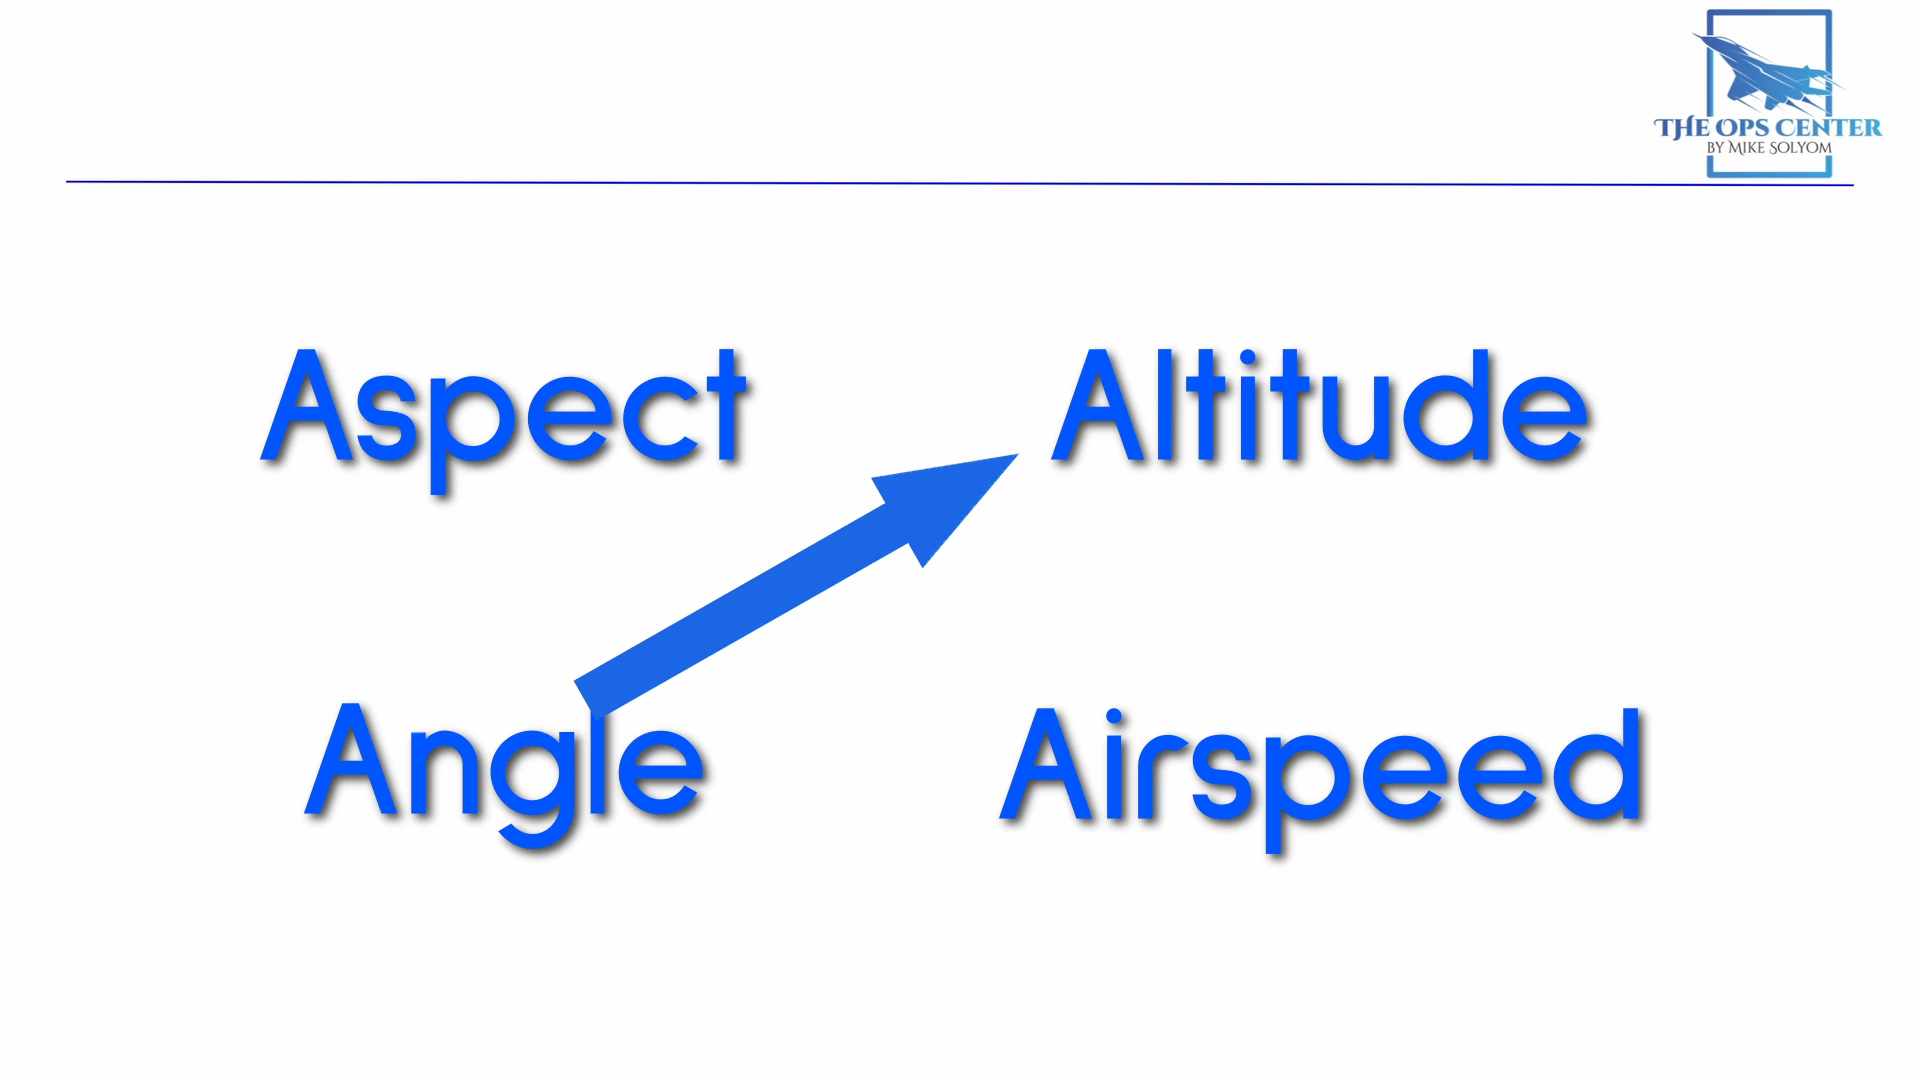 THE OPS CENTER
BY MIKE SOLYOM
Aspect
Altitude
Angle
Airspeed